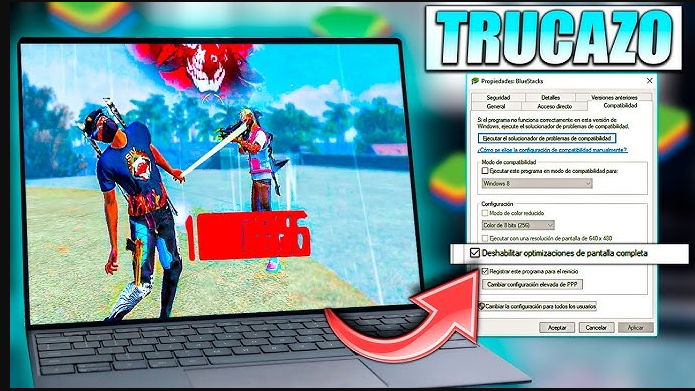 TRUCAZO
Propiedades: BlueStacks
Seguridad Detalles Versiones anteriores
General Acceso directo Compatibilidad
Si el programa no funciona correctamente en esta versión de
Windows, ejecute el solucionador de problemas de compatibilidad.
Ejecutar el solucionador de problemas de compatibilidad
¿Cómo se elige la configuración de compatibilidad manualmente?
Modo de compatibilidad
Ejecutar este programa en modo de compatibilidad para:
Windows 8
Configuración
Modo de color reducido
Color de 8 bits (256)
Ejecutar con una resolución de pantalla de 640 x 480
Deshabilitar optimizaciones de pantalla completa
Registrar este programa para el reinicio
Cambiar configuración elevada de PPP
Cambiar la configuración para todos los usuarios
Aceptar Cancelar Aplicar